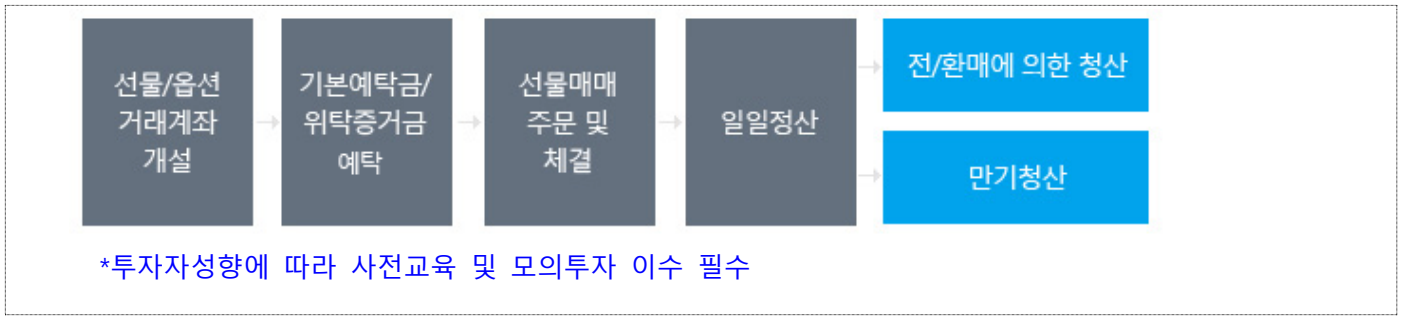 선물/옵션
거래계좌
개설
기본예탁금/
위탁증거금
예탁
선물매매
주문 및
체결
일일정산
전/환매에 의한 청산
만기청산
*투자자성향에 따라 사전교육 및 모의투자 이수 필수